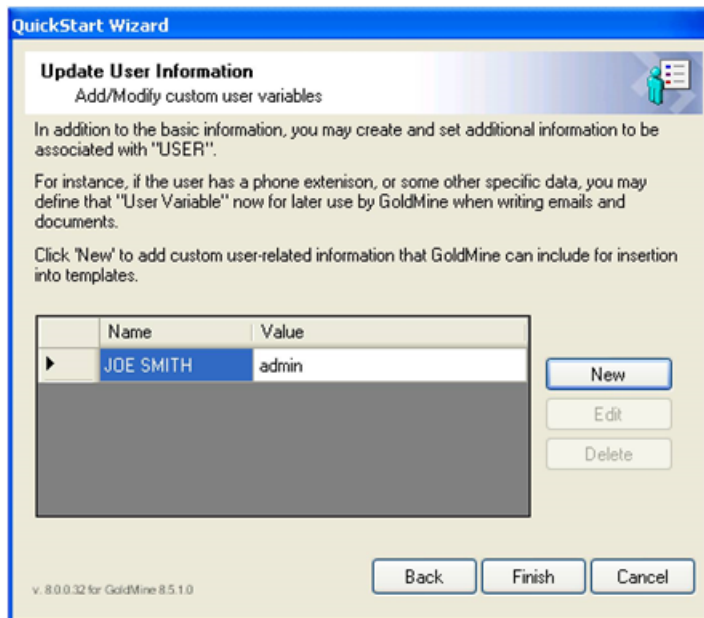 QuickStart Wizard
Update User Information
Add/Modify custom user variables
In addition to the basic information, you may create and set additional information to be
associated with "USER".
For instance, if the user has a phone extenison, or some other specific data, you may
define that "User Variable" now for later use by GoldMine when writing emails and
documents.
Click 'New' to add custom user-related information that GoldMine can include for insertion
into templates.
Name Value
JOE SMITH admin
New
Edit
Delete
Back Finish Cancel
v. 8.0.0.32 for GoldMine 8.5.1.0